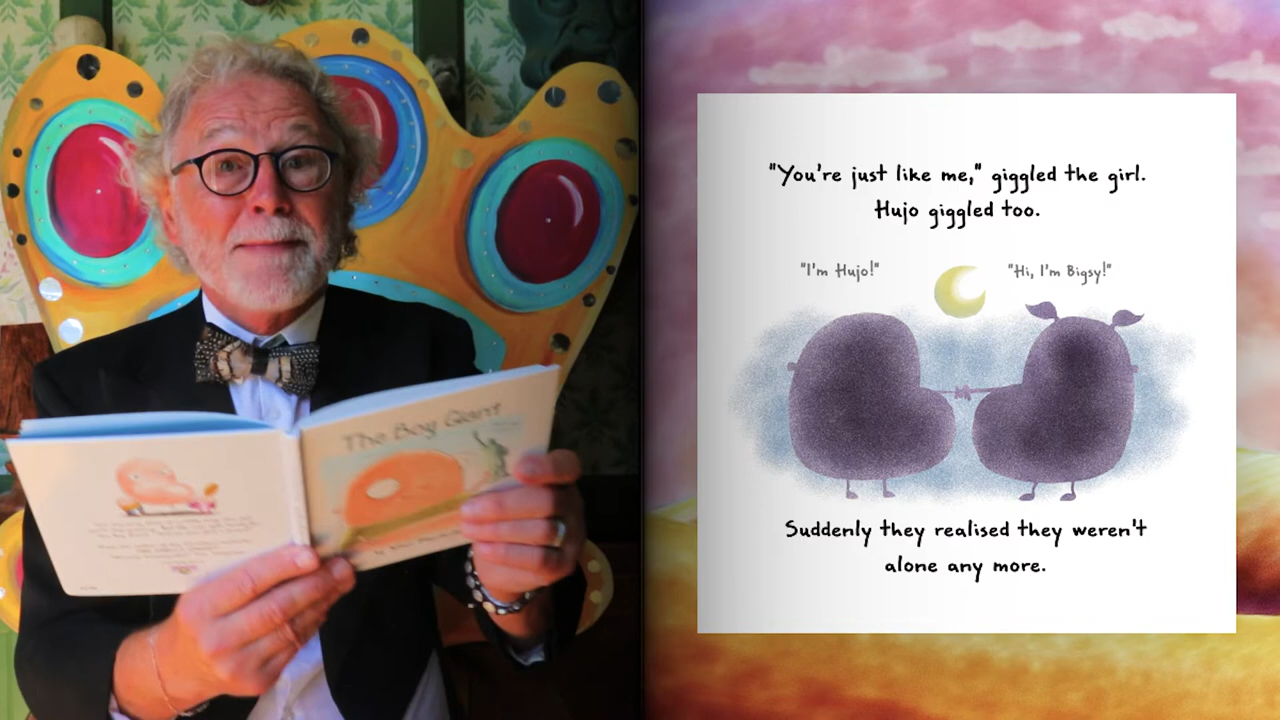 The Boy Giant
"You're just like me," giggled the girl.
Hujo giggled too.
"I'm Hujo!"
"Hi, I'm Bigsy!"
Suddenly they realised they weren't
alone any more.